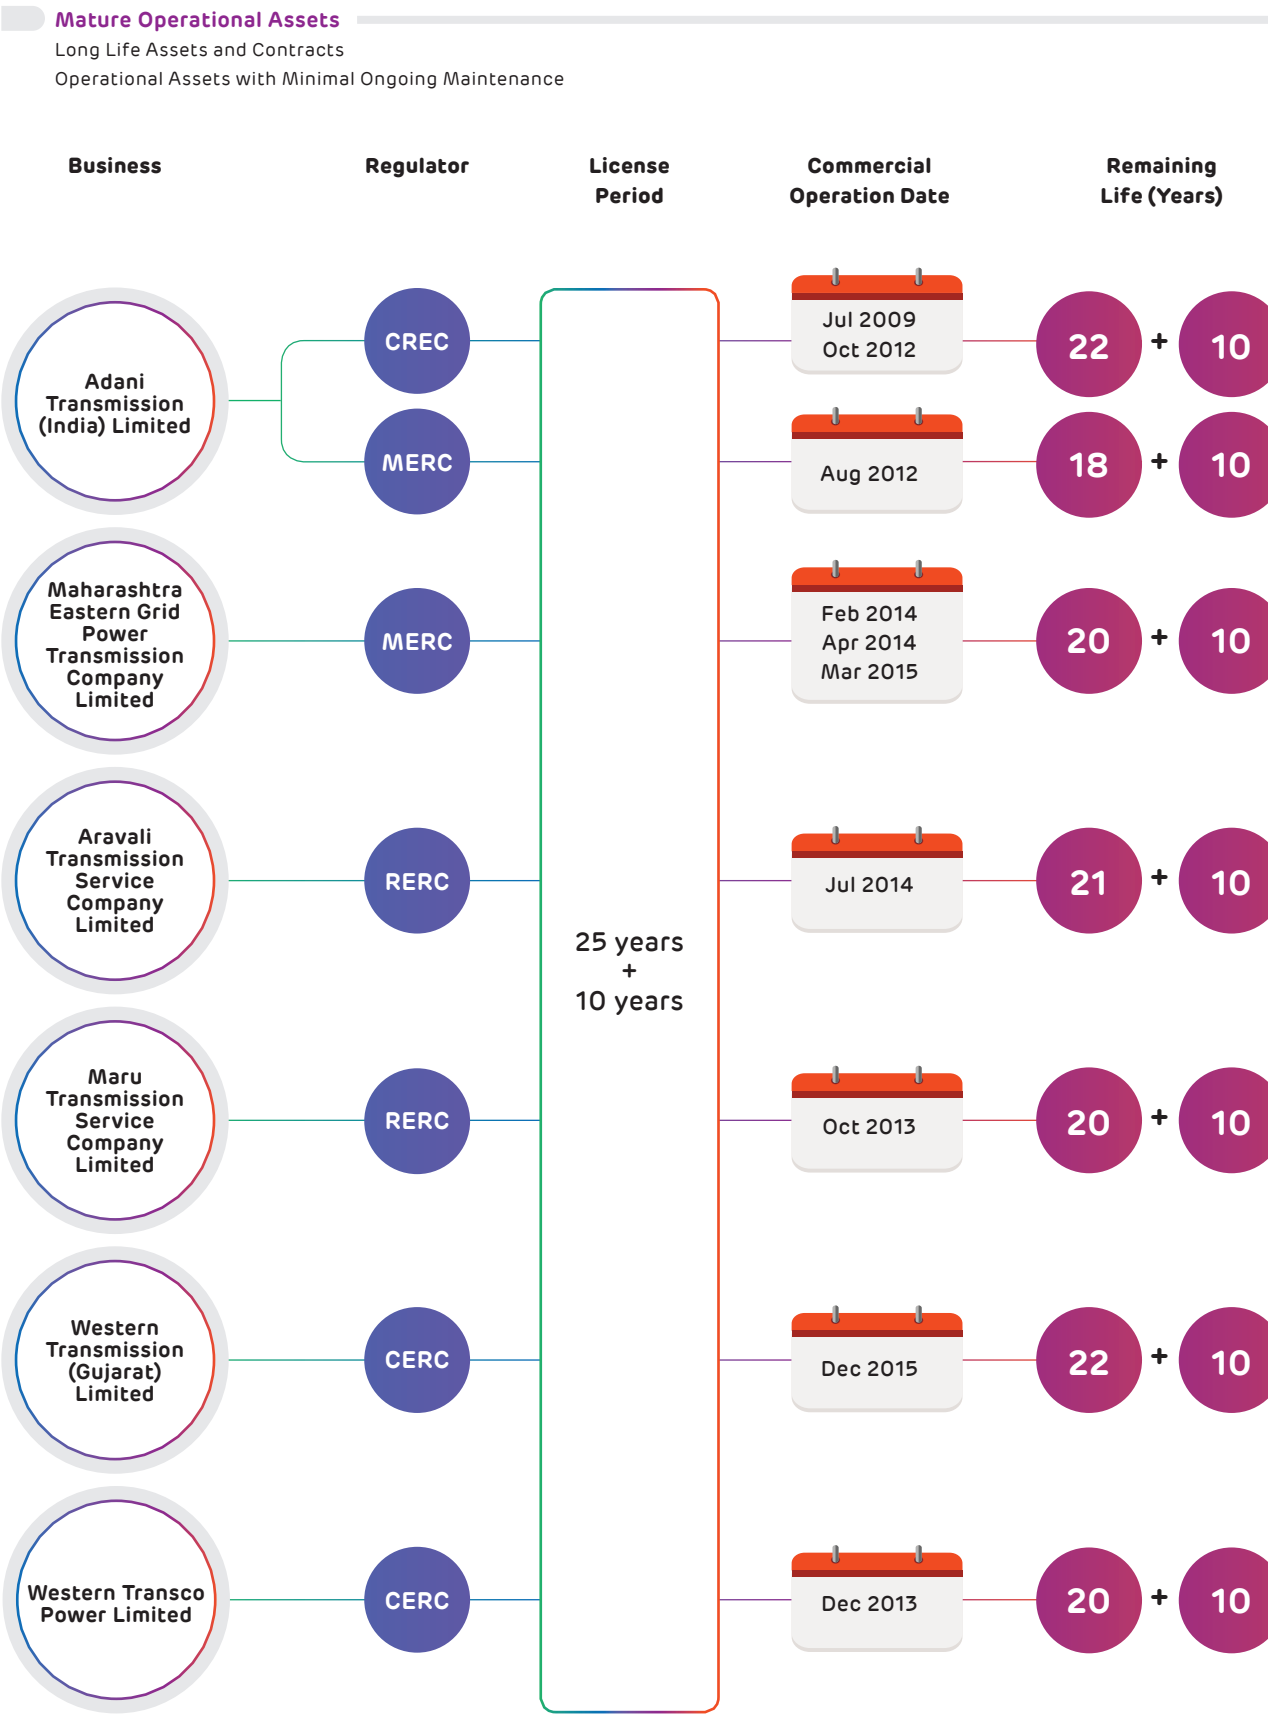 Mature Operational Assets
Long Life Assets and Contracts
Operational Assets with Minimal Ongoing Maintenance
Business
Regulator
License
Period
Commercial
Operation Date
Remaining
Life (Years)
Adani
Transmission
(India) Limited
CREC
Jul 2009
Oct 2012
22 + 10
MERC
Aug 2012
18 + 10
Maharashtra
Eastern Grid
Power
Transmission
Company
Limited
MERC
Feb 2014
Apr 2014
Mar 2015
20 + 10
Aravali
Transmission
Service
Company
Limited
RERC
Jul 2014
21 + 10
25 years
+
10 years
Maru
Transmission
Service
Company
Limited
RERC
Oct 2013
20 + 10
Western
Transmission
(Gujarat)
Limited
CERC
Dec 2015
22 + 10
Western Transco
Power Limited
CERC
Dec 2013
20 + 10